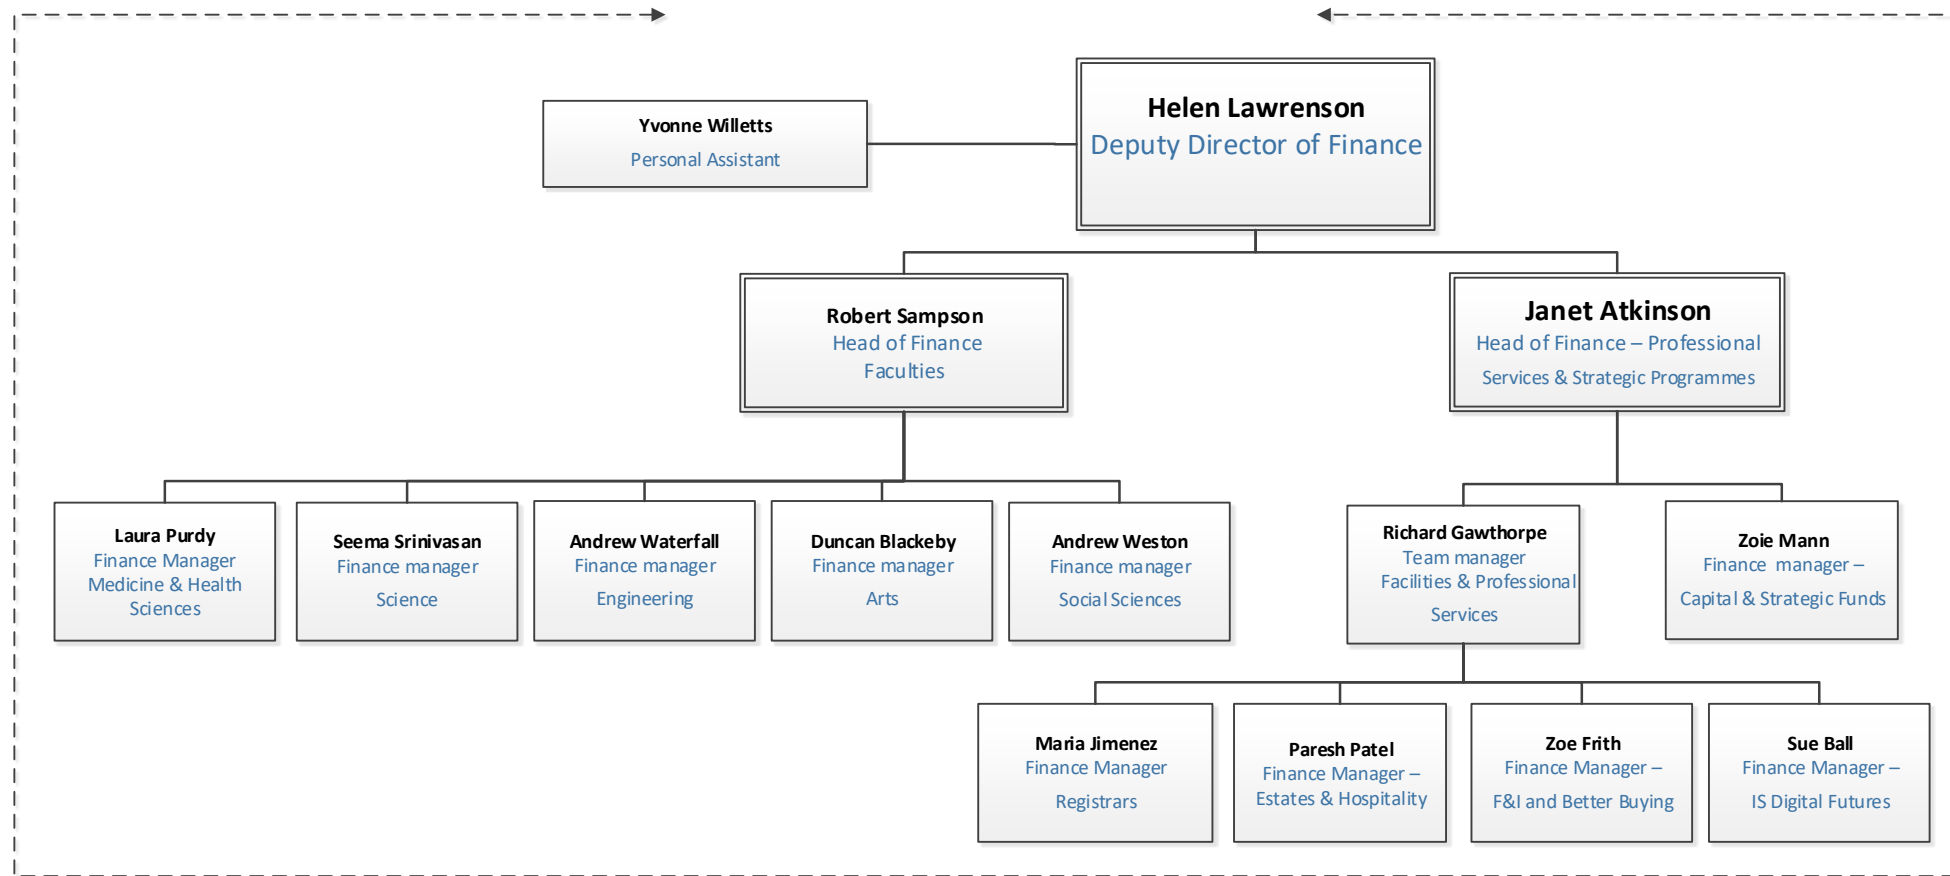 Helen Lawrenson
Deputy Director of Finance
Yvonne Willetts
Personal Assistant
Robert Sampson
Head of Finance
Faculties
Janet Atkinson
Head of Finance – Professional
Services & Strategic Programmes
Laura Purdy
Finance Manager
Medicine & Health
Sciences
Seema Srinivasan
Finance manager
Science
Andrew Waterfall
Finance manager
Engineering
Duncan Blackeby
Finance manager
Arts
Andrew Weston
Finance manager
Social Sciences
Richard Gawthorpe
Team manager
Facilities & Professional
Services
Zoie Mann
Finance manager –
Capital & Strategic Funds
Maria Jimenez
Finance Manager
Registrars
Paresh Patel
Finance Manager –
Estates & Hospitality
Zoe Frith
Finance Manager –
F&I and Better Buying
Sue Ball
Finance Manager –
IS Digital Futures